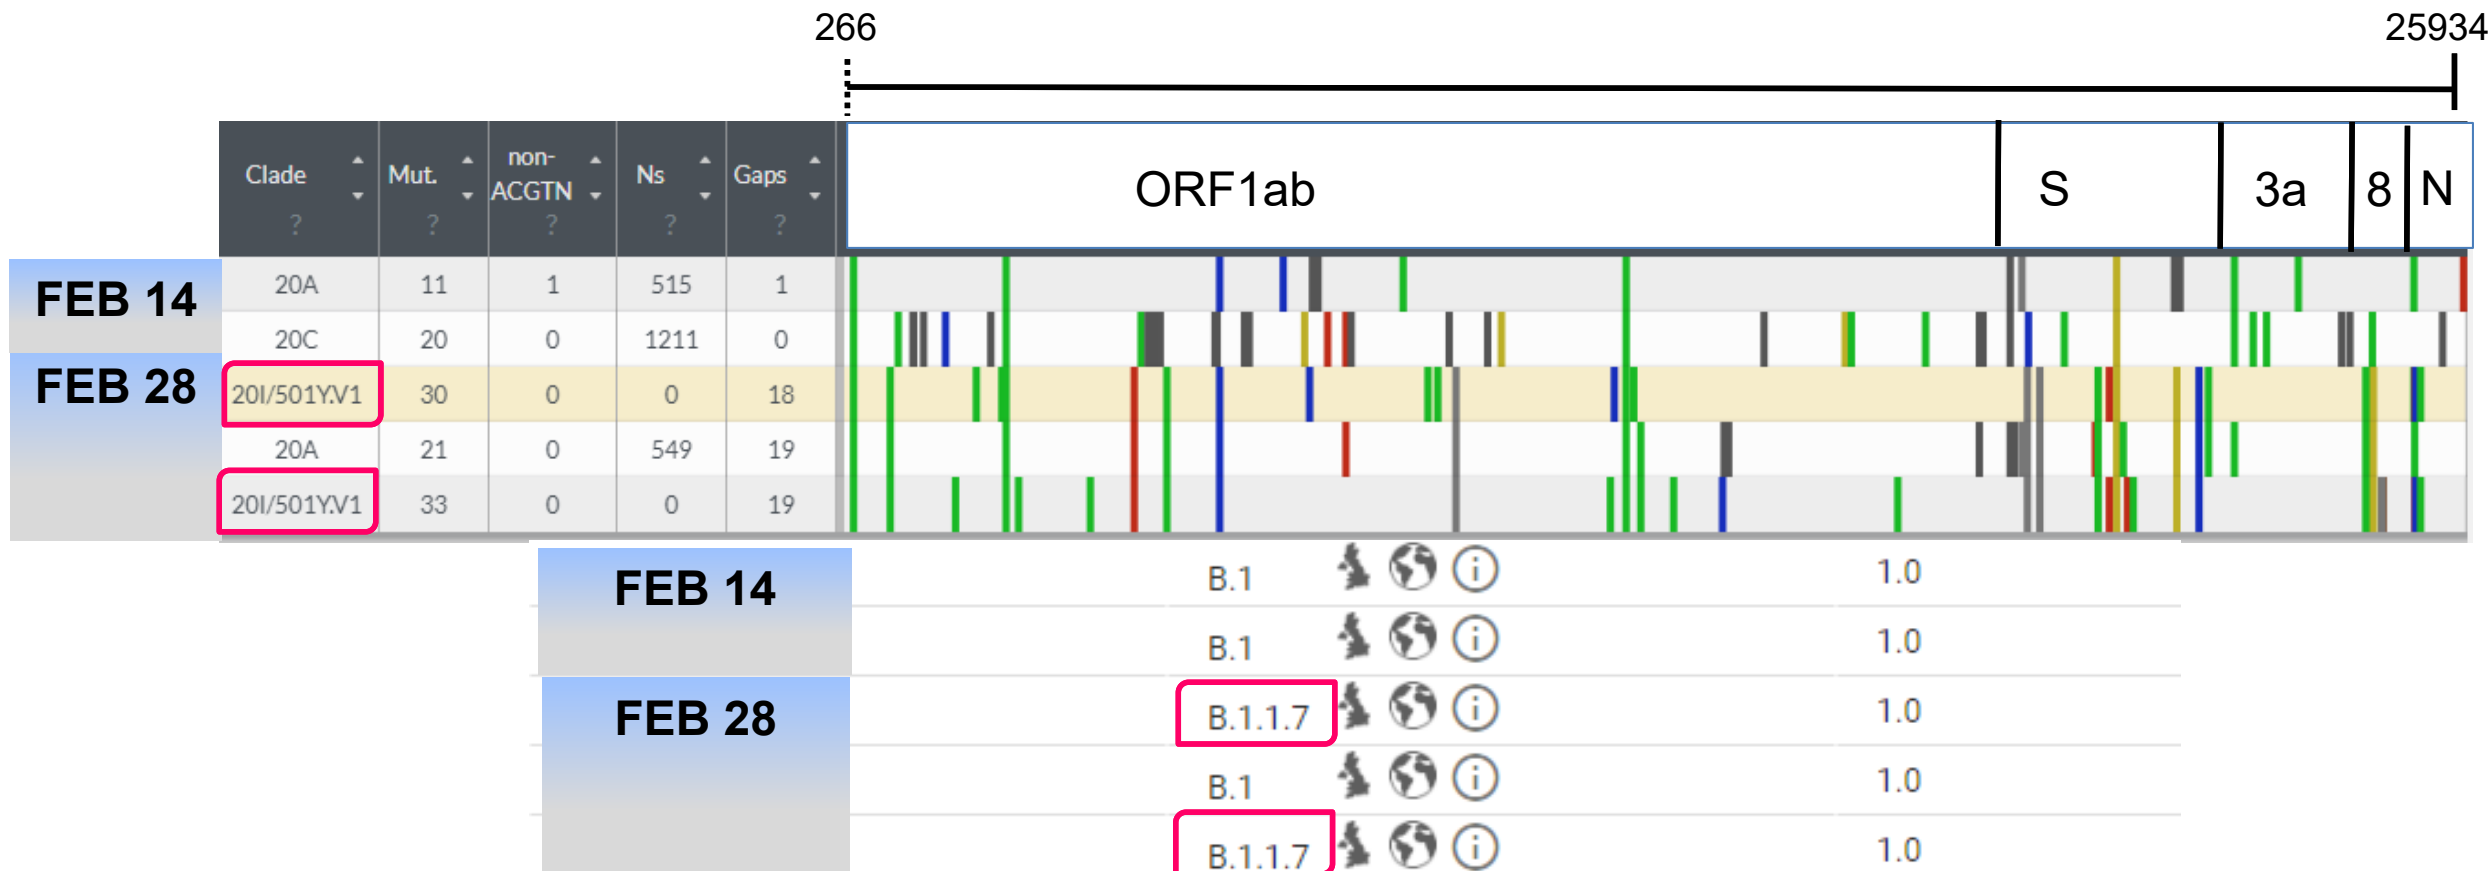 266 25934
Clade Mut. non-ACGTN Ns Gaps ORF1ab S 3a 8 N
? ? ? ? ?
FEB 14 20A 11 1 515 1
20C 20 0 1211 0
FEB 28 20I/501Y.V1 30 0 0 18
20A 21 0 549 19
20I/501Y.V1 33 0 0 19
FEB 14 B.1 i 1.0
B.1 i 1.0
FEB 28 B.1.1.7 i 1.0
B.1 i 1.0
B.1.1.7 i 1.0